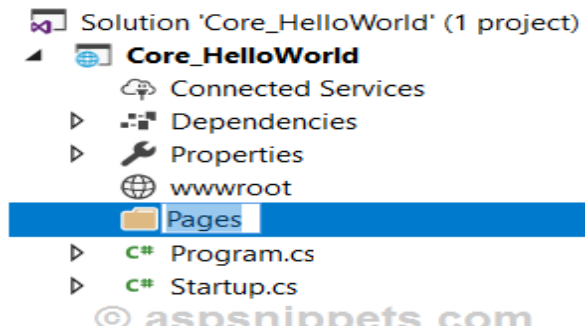 Solution 'Core_HelloWorld' (1 project)
Core_HelloWorld
Connected Services
Dependencies
Properties
wwwroot
Pages
C# Program.cs
C# Startup.cs
© aspsnippets.com